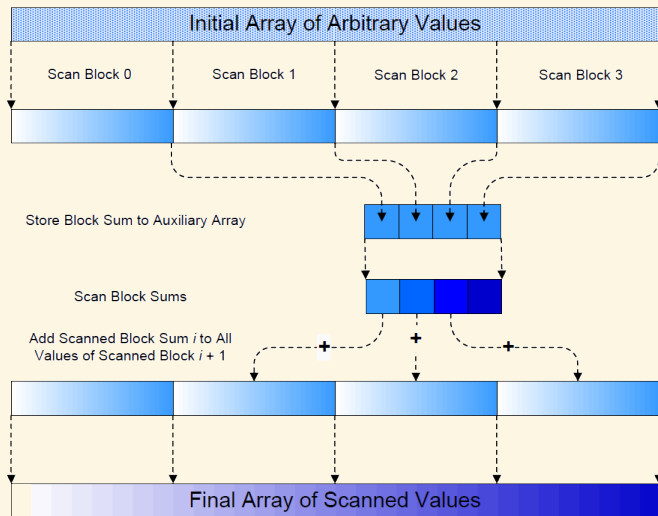 Initial Array of Arbitrary Values
Scan Block 0
Scan Block 1
Scan Block 2
Scan Block 3
Store Block Sum to Auxiliary Array
Scan Block Sums
Add Scanned Block Sum i to All
Values of Scanned Block i + 1
+
+
+
Final Array of Scanned Values